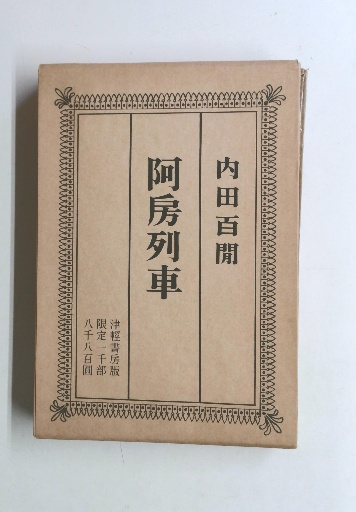 内田百閒
阿房列車
津軽書房版
限定一千部
八千八百圓